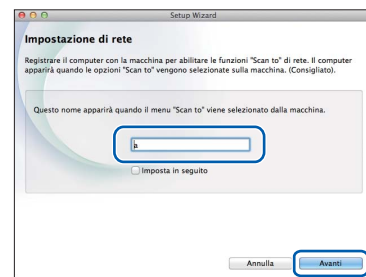 Setup Wizard
Impostazione di rete
Registrare il computer con la macchina per abilitare le funzioni "Scan to" di rete. Il computer
apparirà quando le opzioni "Scan to" vengono selezionate sulla macchina. (Consigliato).
Questo nome apparirà quando il menu "Scan to" viene selezionato dalla macchina.
a
Imposta in seguito
Annulla
Avanti